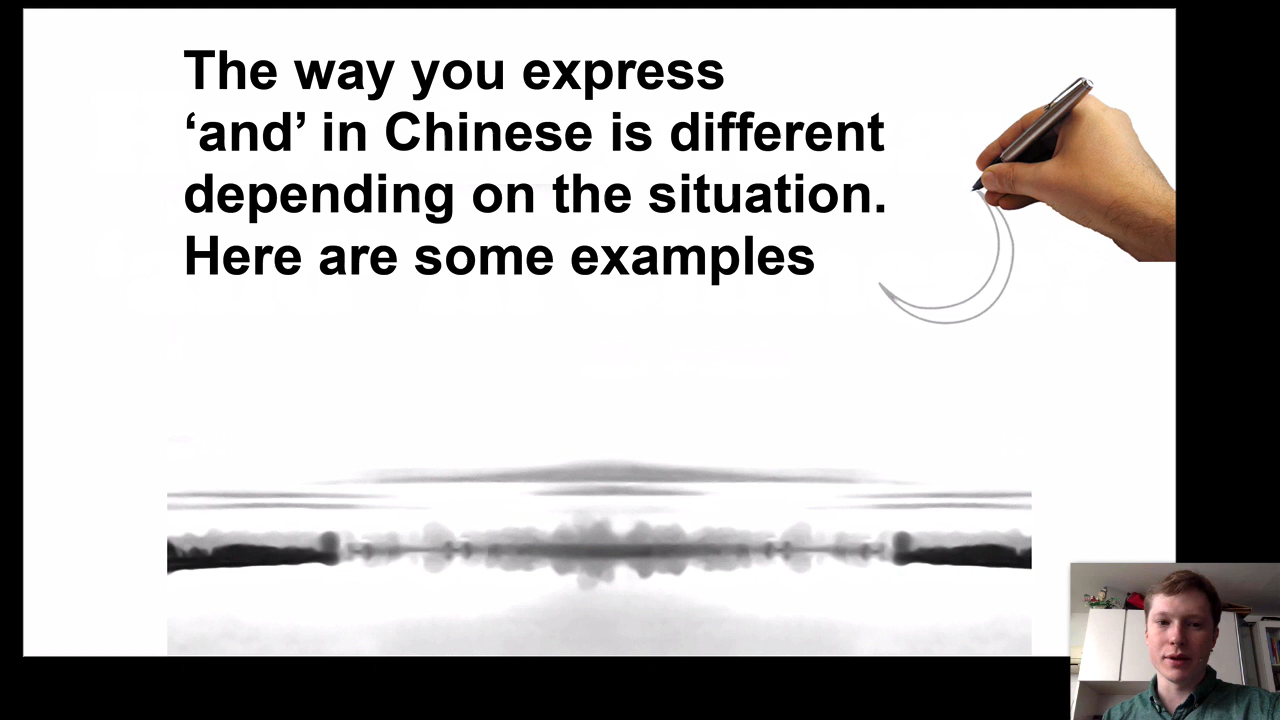 The way you express
‘and’ in Chinese is different
depending on the situation.
Here are some examples